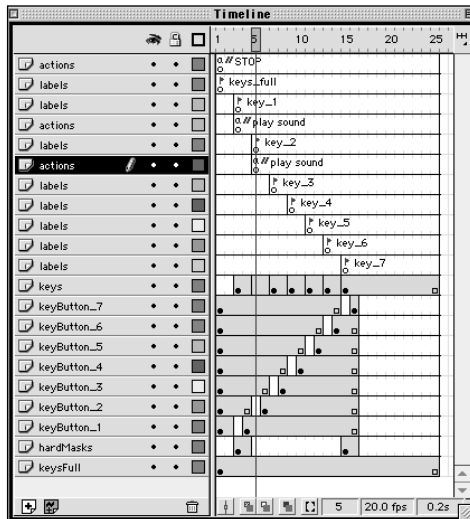 Timeline
1 5 10 15 20 25
actions
a // STOP
labels
keys_full
labels
key_1
actions
a // play sound
labels
key_2
actions
a // play sound
labels
key_3
labels
key_4
labels
key_5
labels
key_6
labels
key_7
keys
keyButton_7
keyButton_6
keyButton_5
keyButton_4
keyButton_3
keyButton_2
keyButton_1
hardMasks
keysFull
5 20.0 fps 0.2s